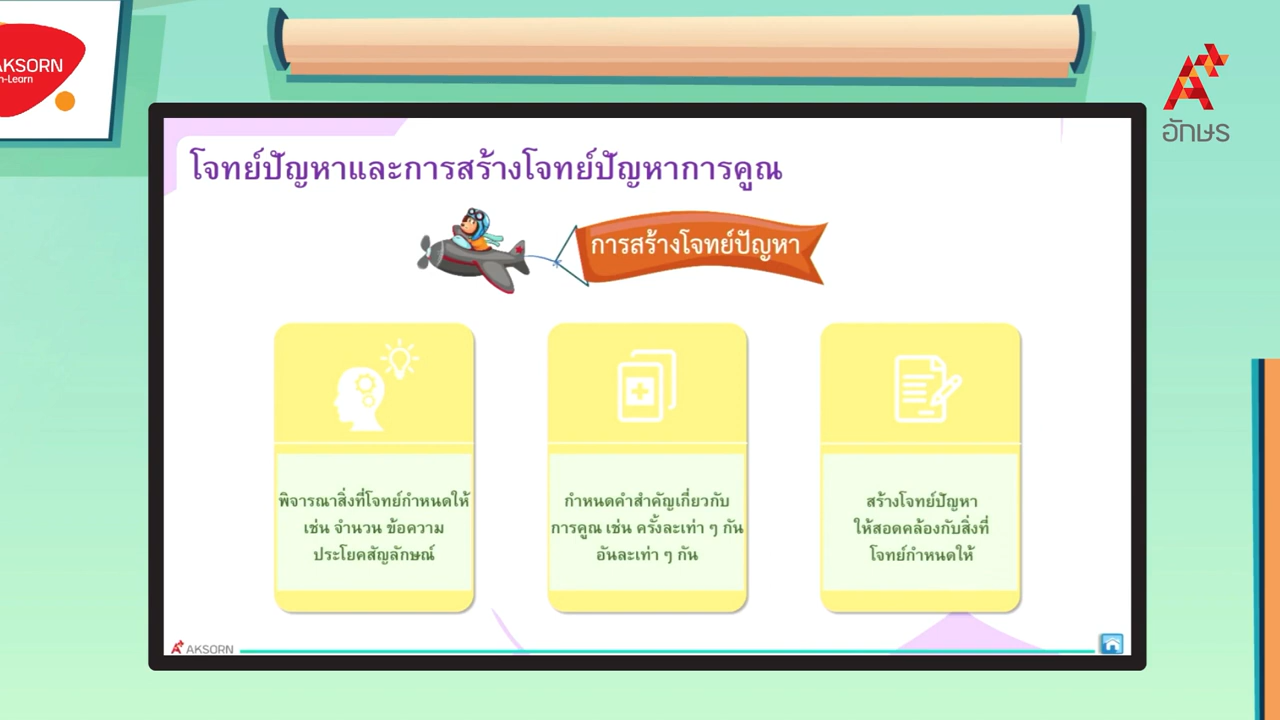 AKSORN
n-Learn
อักษร
โจทย์ปัญหาและการสร้างโจทย์ปัญหาการคูณ
การสร้างโจทย์ปัญหา
พิจารณาสิ่งที่โจทย์กำหนดให้
เช่น จำนวน ข้อความ
ประโยคสัญลักษณ์
กำหนดคำสำคัญเกี่ยวกับ
การคูณ เช่น ครั้งละเท่า ๆ กัน
อันละเท่า ๆ กัน
สร้างโจทย์ปัญหา
ให้สอดคล้องกับสิ่งที่
โจทย์กำหนดให้
AKSORN